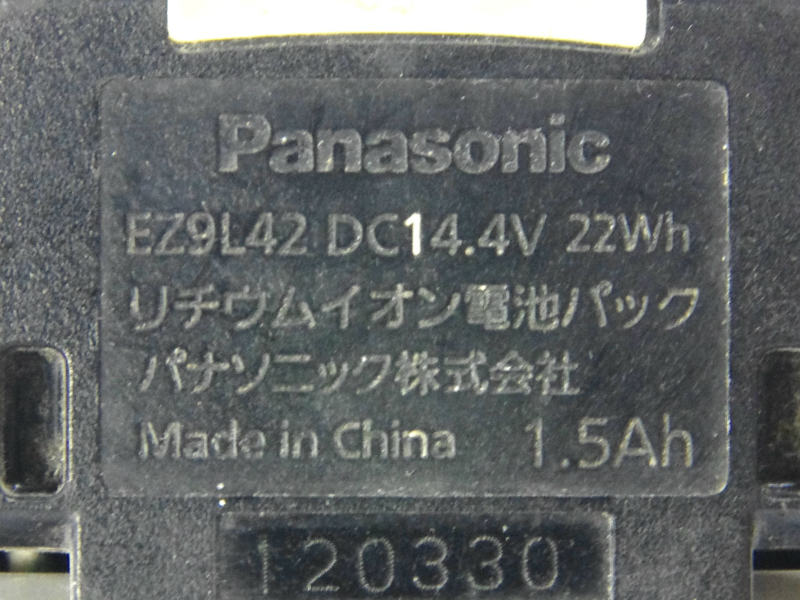 Panasonic
EZ9L42 DC14.4V 22Wh
リチウムイオン電池パック
パナソニック株式会社
Made in China 1.5Ah
120330